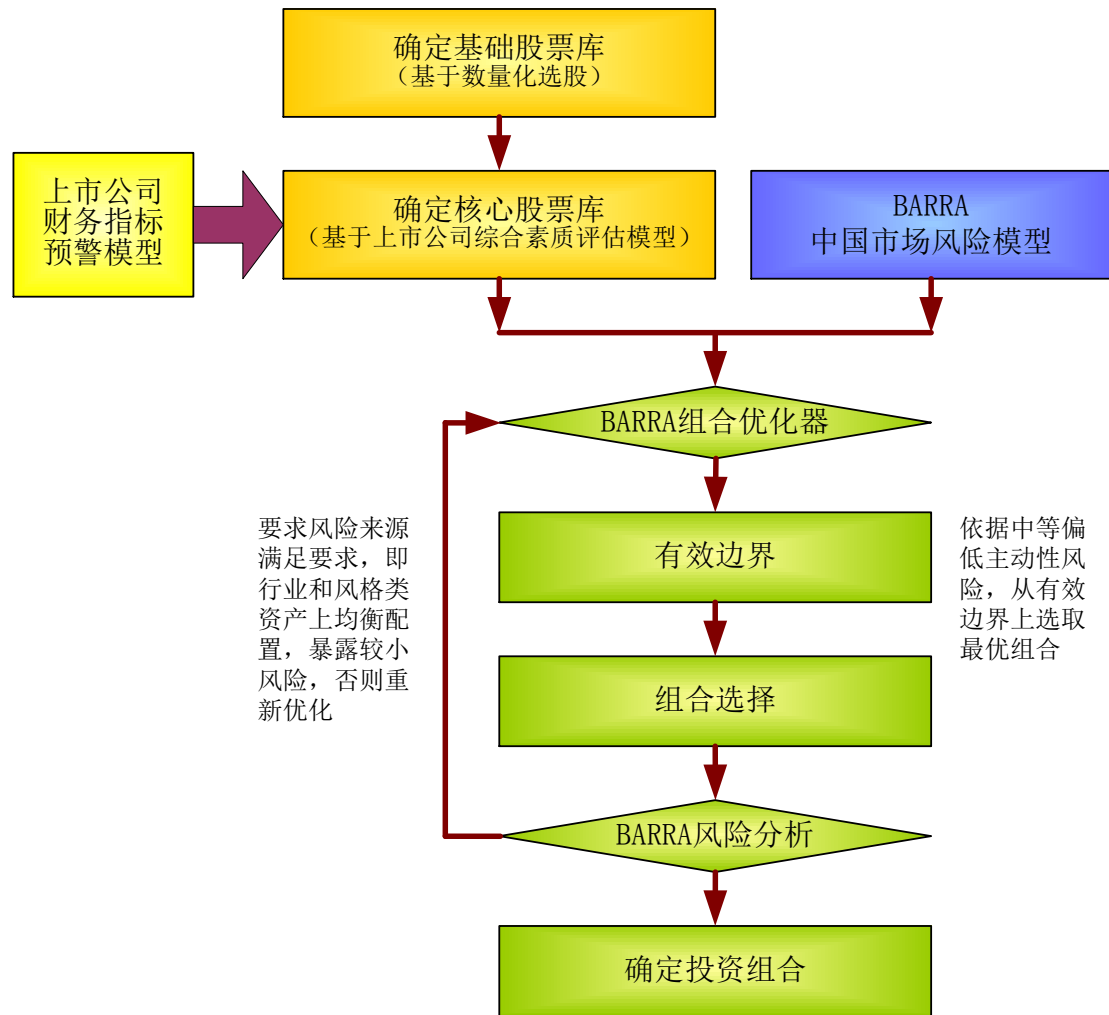 确定基础股票库
（基于数量化选股）
上市公司
财务指标
预警模型
确定核心股票库
（基于上市公司综合素质评估模型）
BARRA
中国市场风险模型
BARRA组合优化器
要求风险来源
满足要求，即
行业和风格类
资产上均衡配
置，暴露较小
风险，否则重
新优化
有效边界
依据中等偏
低主动性风
险，从有效
边界上选取
最优组合
组合选择
BARRA风险分析
确定投资组合